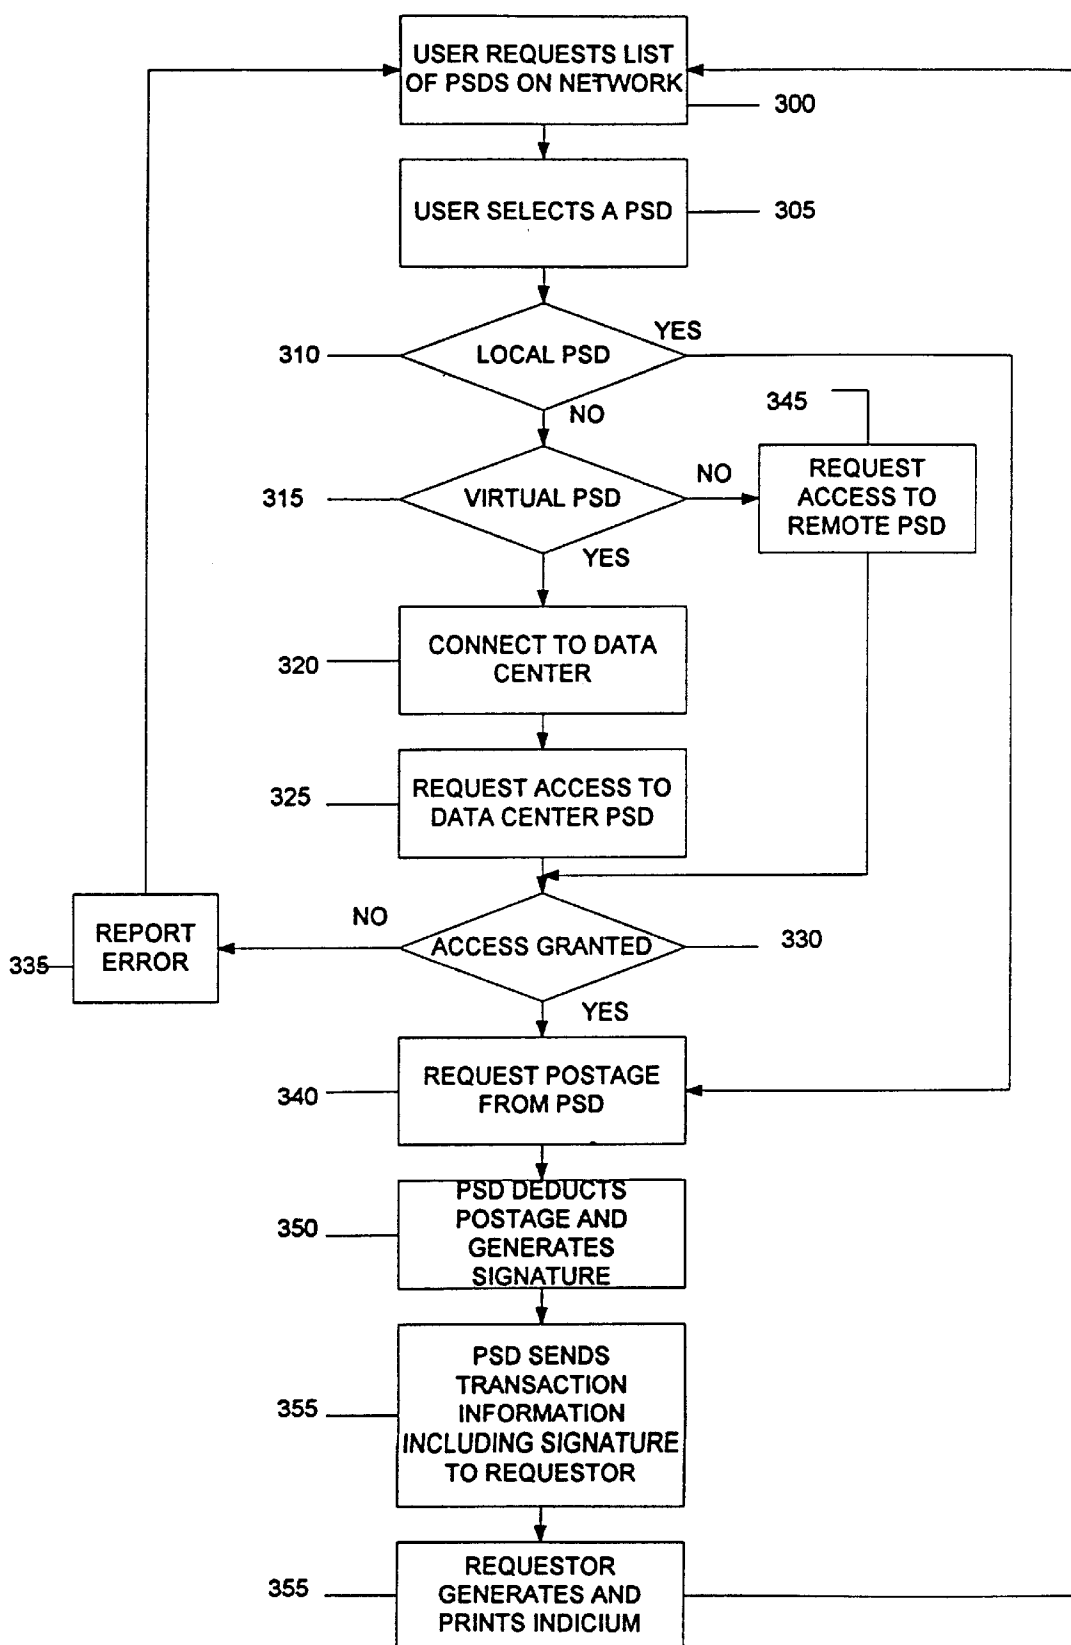 USER REQUESTS LIST
OF PSDS ON NETWORK
300
USER SELECTS A PSD
305
310
LOCAL PSD
YES
NO
345
315
VIRTUAL PSD
NO
REQUEST
ACCESS TO
REMOTE PSD
YES
320
CONNECT TO DATA
CENTER
325
REQUEST ACCESS TO
DATA CENTER PSD
NO
ACCESS GRANTED
330
335
REPORT
ERROR
YES
340
REQUEST POSTAGE
FROM PSD
350
PSD DEDUCTS
POSTAGE AND
GENERATES
SIGNATURE
355
PSD SENDS
TRANSACTION
INFORMATION
INCLUDING SIGNATURE
TO REQUESTOR
355
REQUESTOR
GENERATES AND
PRINTS INDICIUM